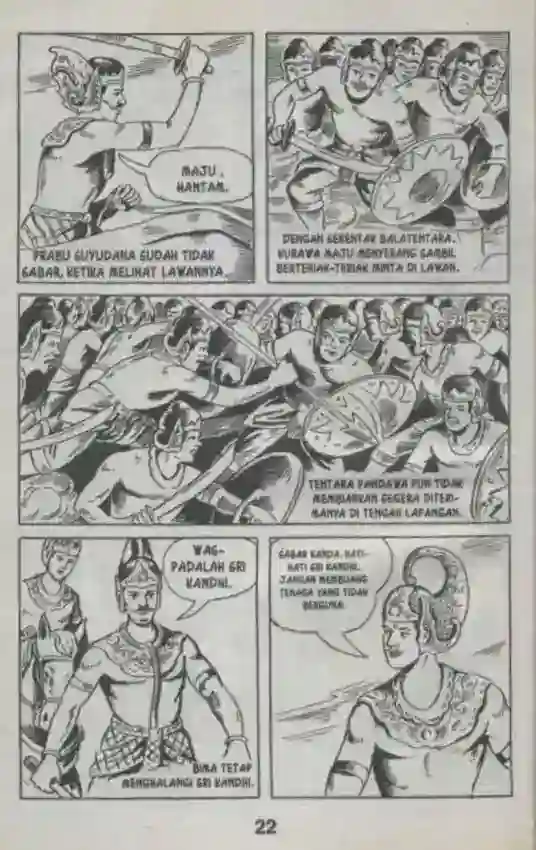 MAJU,
HANTAM.
PRABU SUYUDANA SUDAH TIDAK
SABAR, KETIKA MELIHAT LAWANNYA.
DENGAN SERENTAK BALATENTARA.
KURAWA MAJU MENYERANG SAMBIL
BERTERIAK-TRIAK MINTA DI LAWAN.
TENTARA PANDAWA PUN TIDAK
MEMBIARKAN SEGERA DITERI-
MANYA DI TENGAH LAPANGAN.
WAS-
PADALAH SRI
KANDHI.
BIMA TETAP
MENGHALANGI SRI KANDHI.
SABAR KANDA. HATI-
HATI SRI KANDHI.
JANGAN MEMBUANG
TENAGA YANG TIDAK
BERGUNA.
22